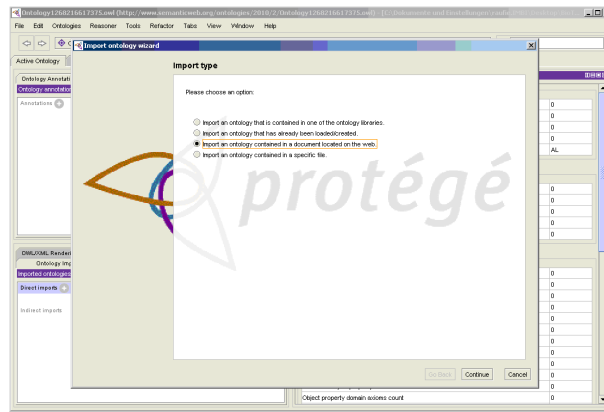 Ontology1268216617375.owl (http://www.semanticweb.org/ontologies/2010/2/Ontology1268216617375.owl)
File Edit Ontologies Reasoner Tools Refactor Tabs View Window Help
Import ontology wizard
Active Ontology
Import type
Ontology Annotati
Ontology annotation
Annotations
Please choose an option:
Import an ontology that is contained in one of the ontology libraries.
Import an ontology that has already been loaded/created.
Import an ontology contained in a document located on the web.
Import an ontology contained in a specific file.
protégé
0
0
0
0
AL
0
0
0
0
0
OWL/XML Renderi
Ontology Imp
Imported ontologies
Direct imports
Indirect imports
0
0
0
0
0
0
0
0
0
0
Go Back Continue Cancel
Object property domain axioms count 0